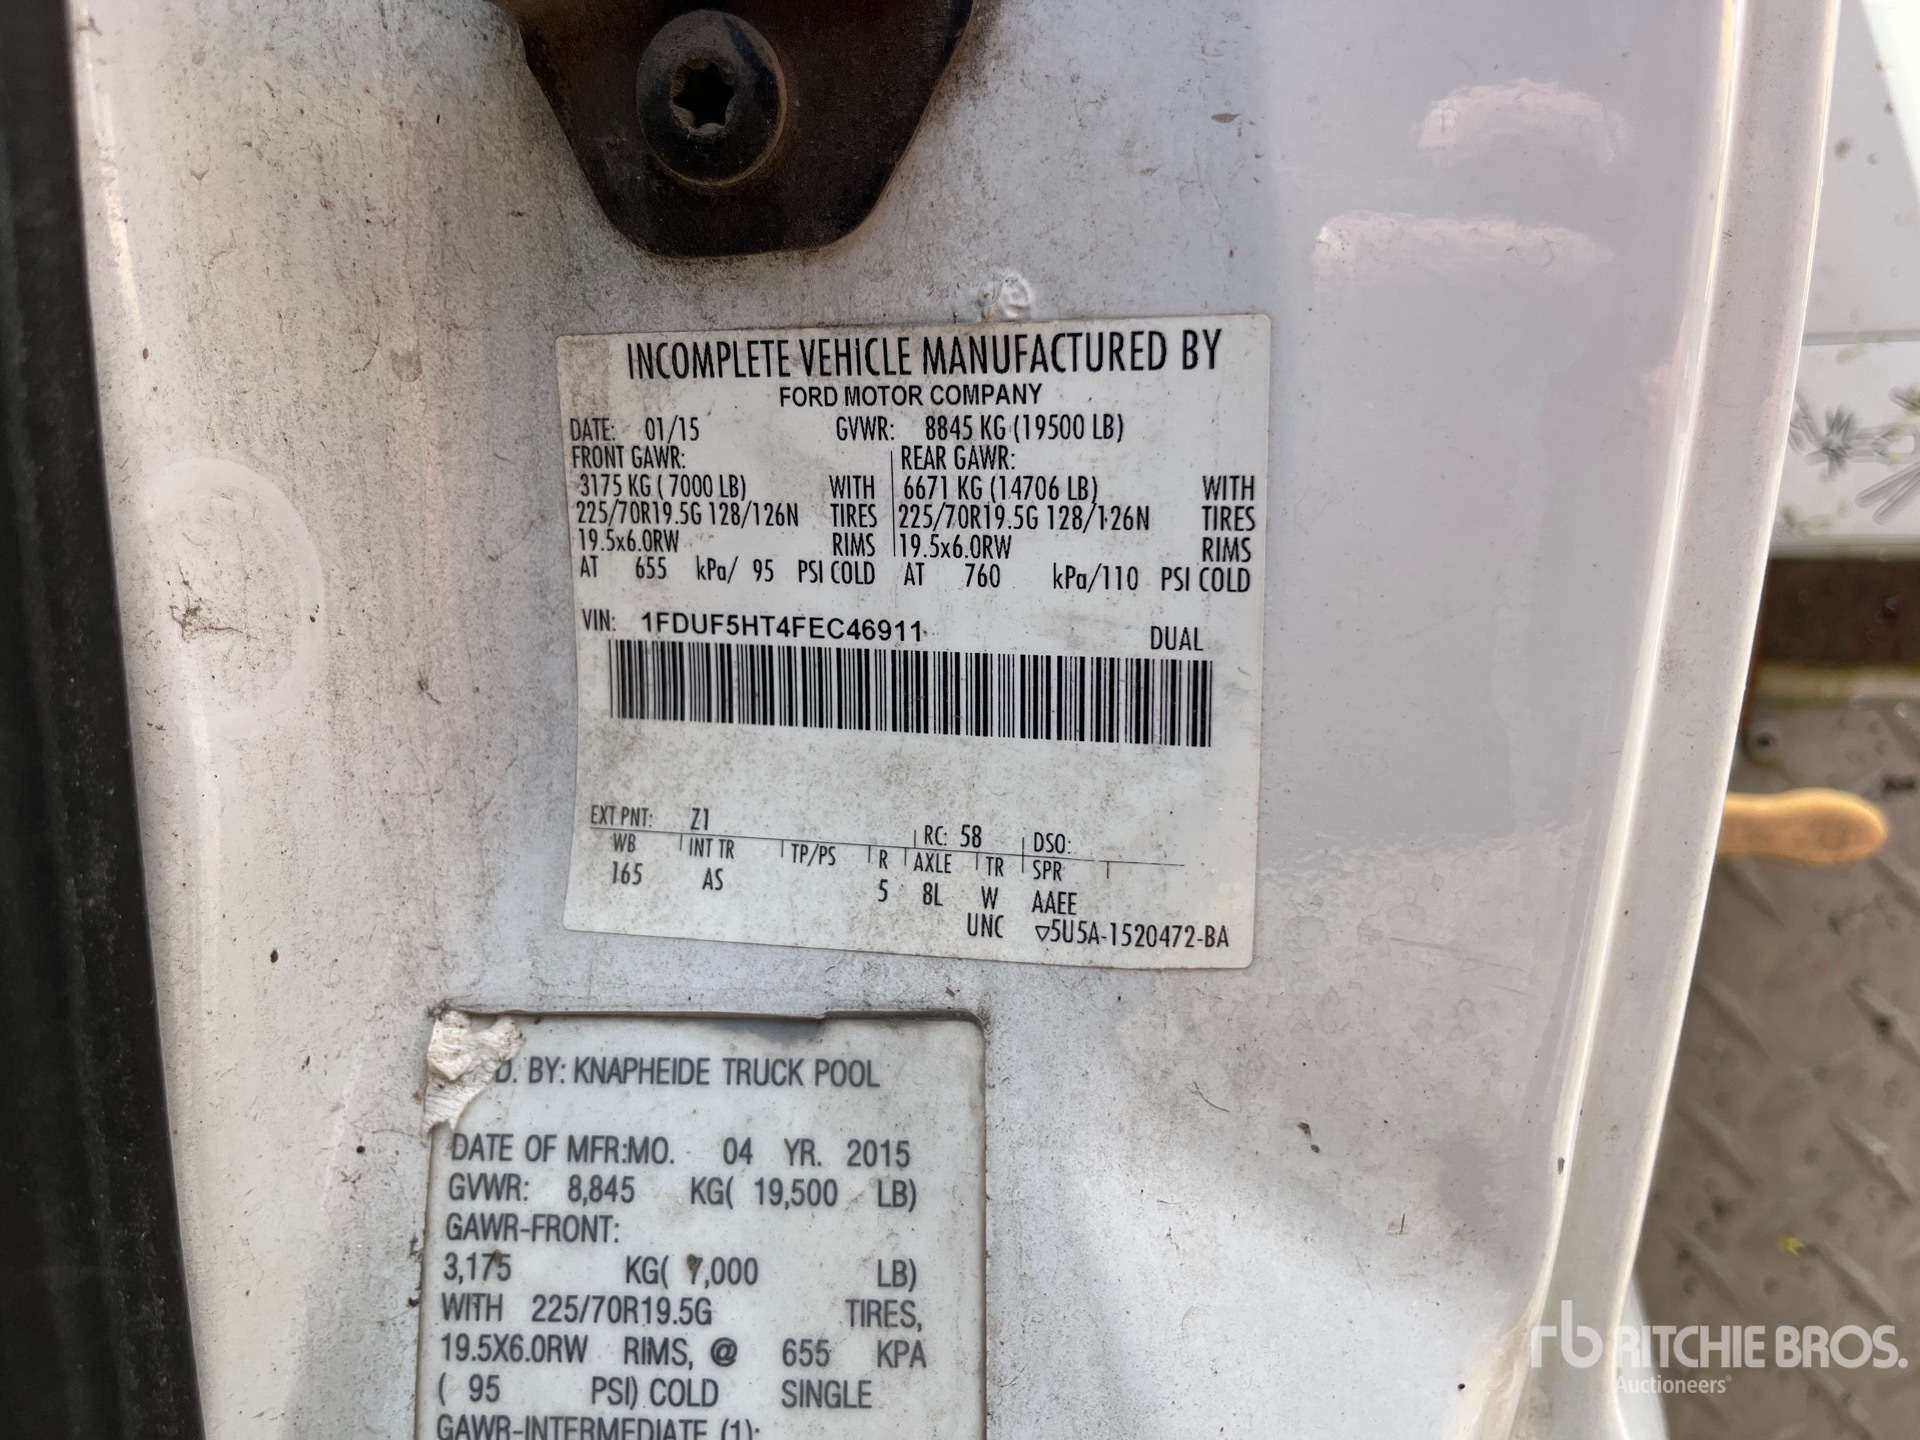 INCOMPLETE VEHICLE MANUFACTURED BY
FORD MOTOR COMPANY
DATE: 01/15 GVWR: 8845 KG (19500 LB)
FRONT GAWR: REAR GAWR:
3175 KG ( 7000 LB) WITH 6671 KG (14706 LB) WITH
225/70R19.5G 128/126N TIRES 225/70R19.5G 128/126N TIRES
19.5x6.0RW RIMS 19.5x6.0RW RIMS
AT 655 kPa/ 95 PSI COLD AT 760 kPa/110 PSI COLD
VIN: 1FDUF5HT4FEC46911
DUAL
EXT PNT: Z1 RC: 58 DSO:
WB INT TR TP/PS R AXLE TR SPR
165 AS 5 8L W AAEE
UNC ▽5U5A-1520472-BA
D. BY: KNAPHEIDE TRUCK POOL
DATE OF MFR:MO. 04 YR. 2015
GVWR: 8,845 KG( 19,500 LB)
GAWR-FRONT:
3,175 KG( 7,000 LB)
WITH 225/70R19.5G TIRES,
19.5X6.0RW RIMS, @ 655 KPA
( 95 PSI) COLD SINGLE
GAWR-INTERMEDIATE (1):
rb RITCHIE BROS.
Auctioneers